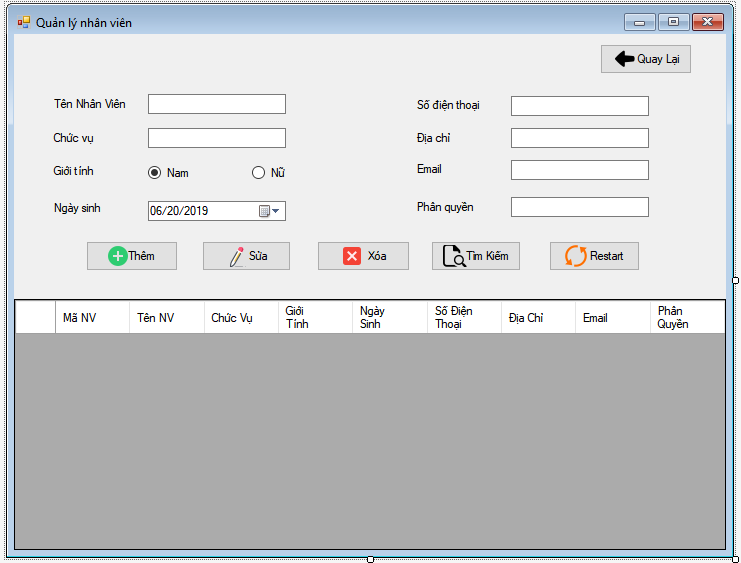 Quản lý nhân viên
Quay Lại
Tên Nhân Viên
Số điện thoại
Chức vụ
Địa chỉ
Giới tính
Nam
Nữ
Email
Ngày sinh
06/20/2019
Phân quyền
Thêm
Sửa
Xóa
Tìm Kiếm
Restart
Mã NV
Tên NV
Chức Vụ
Giới
Tính
Ngày
Sinh
Số Điện
Thoại
Địa Chỉ
Email
Phân
Quyền